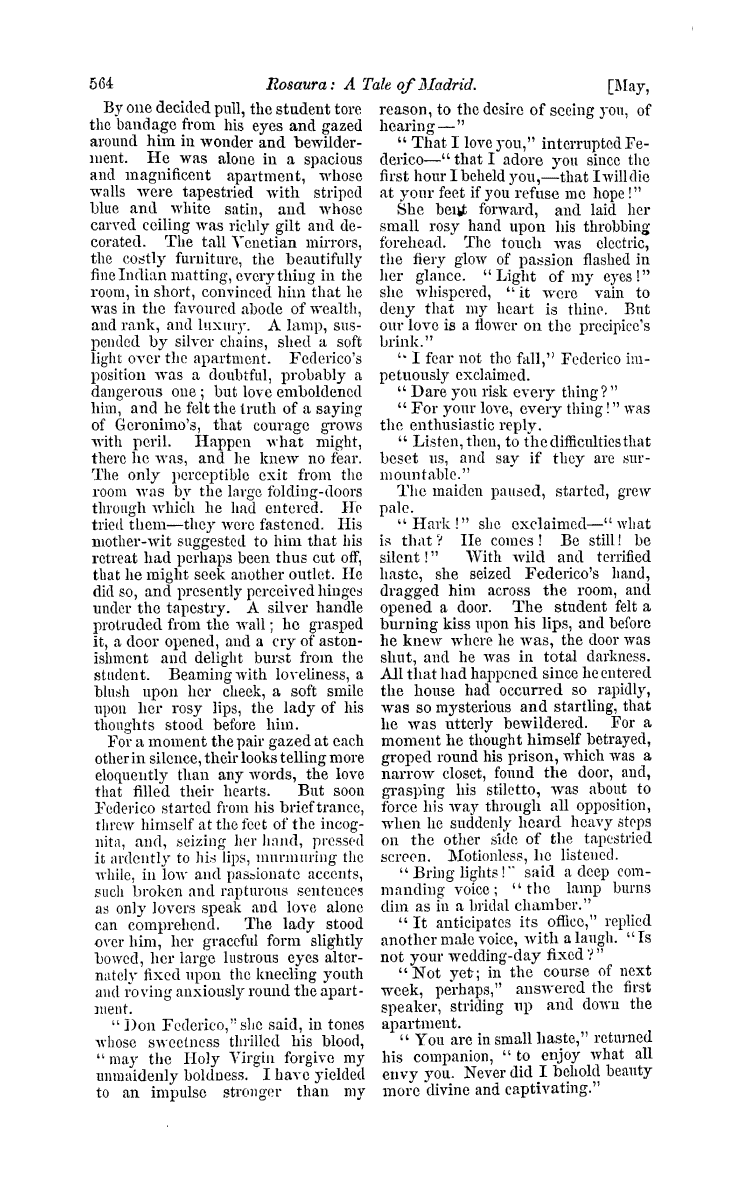 564
Rosaura: A Tale of Madrid.
[May,
By one decided pull, the student tore
the bandage from his eyes and gazed
around him in wonder and bewilder-
ment. He was alone in a spacious
and magnificent apartment, whose
walls were tapestried with striped
blue and white satin, and whose
carved ceiling was richly gilt and de-
corated. The tall Venetian mirrors,
the costly furniture, the beautifully
fine Indian matting, every thing in the
room, in short, convinced him that he
was in the favoured abode of wealth,
and rank, and luxury. A lamp, sus-
pended by silver chains, shed a soft
light over the apartment. Federico's
position was a doubtful, probably a
dangerous one; but love emboldened
him, and he felt the truth of a saying
of Geronimo's, that courage grows
with peril. Happen what might,
there he was, and he knew no fear.
The only perceptible exit from the
room was by the large folding-doors
through which he had entered. He
tried them—they were fastened. His
mother-wit suggested to him that his
retreat had perhaps been thus cut off,
that he might seek another outlet. He
did so, and presently perceived hinges
under the tapestry. A silver handle
protruded from the wall; he grasped
it, a door opened, and a cry of aston-
ishment and delight burst from the
student. Beaming with loveliness, a
blush upon her cheek, a soft smile
upon her rosy lips, the lady of his
thoughts stood before him.
For a moment the pair gazed at each
other in silence, their looks telling more
eloquently than any words, the love
that filled their hearts. But soon
Federico started from his brief trance,
threw himself at the feet of the incog-
nita, and, seizing her hand, pressed
it ardently to his lips, murmuring the
while, in low and passionate accents,
such broken and rapturous sentences
as only lovers speak and love alone
can comprehend. The lady stood
over him, her graceful form slightly
bowed, her large lustrous eyes alter-
nately fixed upon the kneeling youth
and roving anxiously round the apart-
ment.
"Don Federico," she said, in tones
whose sweetness thrilled his blood,
"may the Holy Virgin forgive my
unmaidenly boldness. I have yielded
to an impulse stronger than my
reason, to the desire of seeing you, of
hearing—"
"That I love you," interrupted Fe-
derico—"that I adore you since the
first hour I beheld you,—that I will die
at your feet if you refuse me hope!"
She bent forward, and laid her
small rosy hand upon his throbbing
forehead. The touch was electric,
the fiery glow of passion flashed in
her glance. "Light of my eyes!"
she whispered, "it were vain to
deny that my heart is thine. But
our love is a flower on the precipice's
brink."
"I fear not the fall," Federico im-
petuously exclaimed.
"Dare you risk every thing?"
"For your love, every thing!" was
the enthusiastic reply.
"Listen, then, to the difficulties that
beset us, and say if they are sur-
mountable."
The maiden paused, started, grew
pale.
"Hark!" she exclaimed—"what
is that? He comes! Be still! be
silent!" With wild and terrified
haste, she seized Federico's hand,
dragged him across the room, and
opened a door. The student felt a
burning kiss upon his lips, and before
he knew where he was, the door was
shut, and he was in total darkness.
All that had happened since he entered
the house had occurred so rapidly,
was so mysterious and startling, that
he was utterly bewildered. For a
moment he thought himself betrayed,
groped round his prison, which was a
narrow closet, found the door, and,
grasping his stiletto, was about to
force his way through all opposition,
when he suddenly heard heavy steps
on the other side of the tapestried
screen. Motionless, he listened.
"Bring lights!" said a deep com-
manding voice; "the lamp burns
dim as in a bridal chamber."
"It anticipates its office," replied
another male voice, with a laugh. "Is
not your wedding-day fixed?"
"Not yet; in the course of next
week, perhaps," answered the first
speaker, striding up and down the
apartment.
"You are in small haste," returned
his companion, "to enjoy what all
envy you. Never did I behold beauty
more divine and captivating."